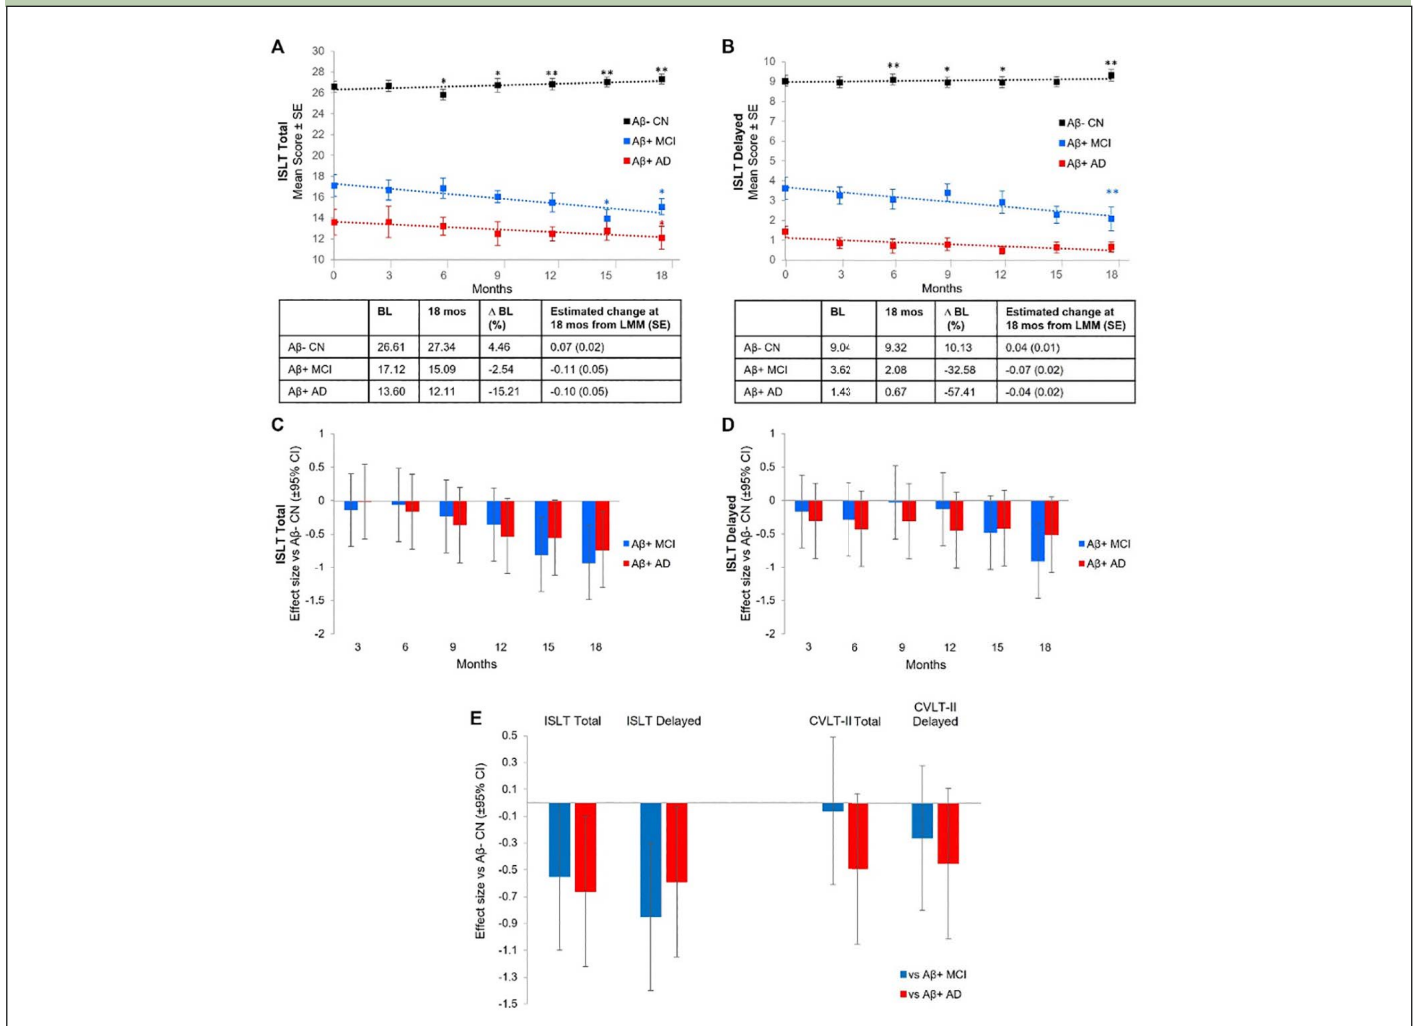 A
ISLT Total
Mean Score ± SE
30
28
26
24
22
20
18
16
14
12
10
* * ** ** **
* *
*
Aβ- CN
Aβ+ MCI
Aβ+ AD
0 3 6 9 12 15 18
Months
BL 18 mos Δ BL (%) Estimated change at 18 mos from LMM (SE)
Aβ- CN 26.61 27.34 4.46 0.07 (0.02)
Aβ+ MCI 17.12 15.09 -2.54 -0.11 (0.05)
Aβ+ AD 13.60 12.11 -15.21 -0.10 (0.05)
B
ISLT Delayed
Mean Score ± SE
10
9
8
7
6
5
4
3
2
1
0
** * * **
**
Aβ- CN
Aβ+ MCI
Aβ+ AD
0 3 6 9 12 15 18
Months
BL 18 mos Δ BL (%) Estimated change at 18 mos from LMM (SE)
Aβ- CN 9.04 9.32 10.13 0.04 (0.01)
Aβ+ MCI 3.62 2.08 -32.58 -0.07 (0.02)
Aβ+ AD 1.43 0.67 -57.41 -0.04 (0.02)
C
ISLT Total
Effect size vs Aβ- CN (±95% CI)
1
0.5
0
-0.5
-1
-1.5
-2
Aβ+ MCI
Aβ+ AD
3 6 9 12 15 18
Months
D
ISLT Delayed
Effect size vs Aβ- CN (±95% CI)
1
0.5
0
-0.5
-1
-1.5
-2
Aβ+ MCI
Aβ+ AD
3 6 9 12 15 18
Months
E
ISLT Total ISLT Delayed CVLT-II Total CVLT-II Delayed
Effect size vs Aβ- CN (±95% CI)
0.5
0.3
0.1
-0.1
-0.3
-0.5
-0.7
-0.9
-1.1
-1.3
-1.5
vs Aβ+ MCI
vs Aβ+ AD